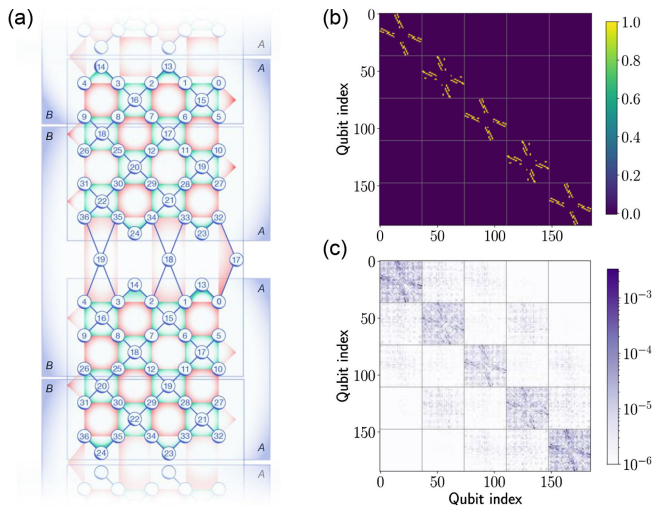 (a)
A
14 13 A
4 3 2 1 0
16 15
B 9 8 7 6 5
B 18 17
26 25 12 11 10
20 19
31 30 29 28 27
22 21
36 35 34 33 32
24 23 A
19 18 17
14 13 A
4 3 2 1 0
16 15
9 8 7 6 5
18 17
B 26 25 12 11 10
B 20 19
31 30 29 28 27
22 21
36 35 34 33 32
24 23 A
(b)
Qubit index
0
50
100
150
0 50 100 150
1.0
0.8
0.6
0.4
0.2
0.0
(c)
Qubit index
0
50
100
150
0 50 100 150
Qubit index
10⁻³
10⁻⁴
10⁻⁵
10⁻⁶